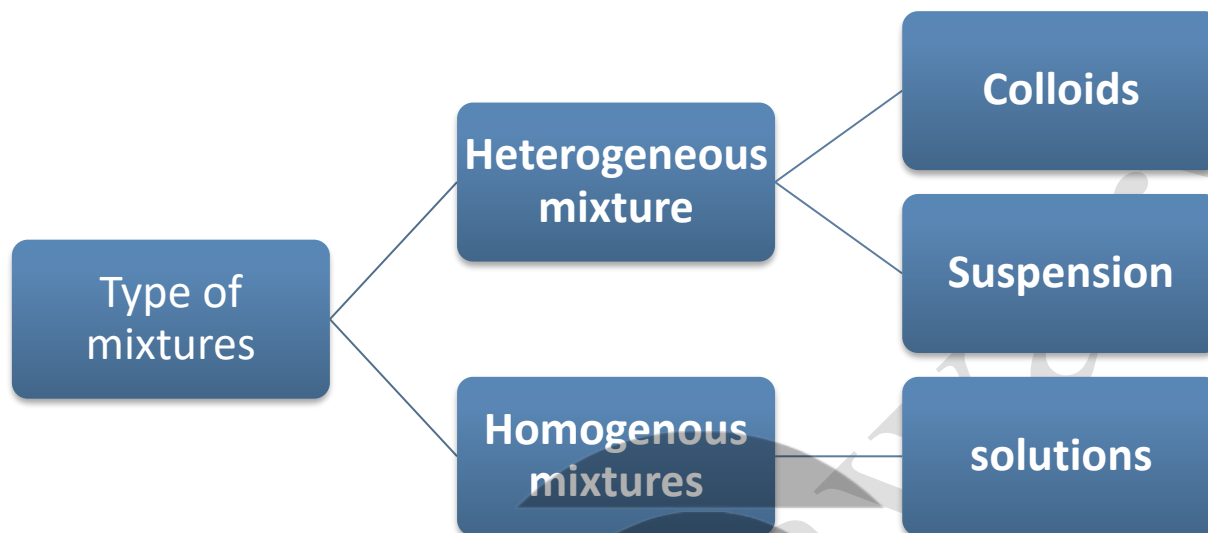 Type of
mixtures
Heterogeneous
mixture
Colloids
Suspension
Homogenous
mixtures
solutions